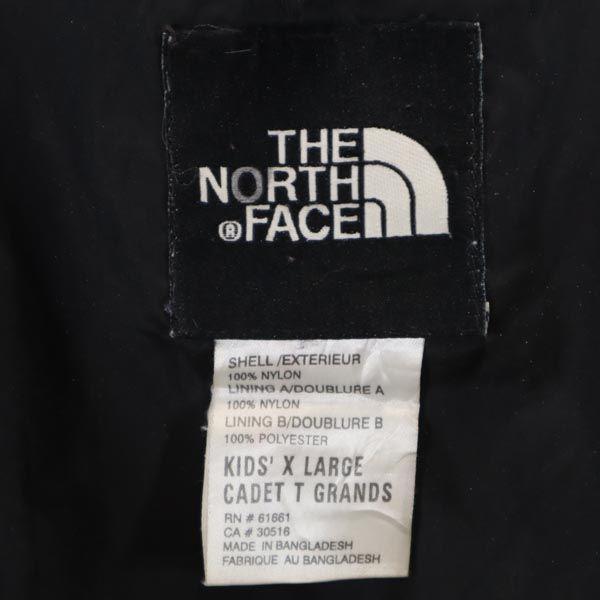 THE
NORTH
® FACE
SHELL /EXTERIEUR
100% NYLON
LINING A/DOUBLURE A
100% NYLON
LINING B/DOUBLURE B
100% POLYESTER
KIDS' X LARGE
CADET T GRANDS
RN # 61661
CA # 30516
MADE IN BANGLADESH
FABRIQUE AU BANGLADESH